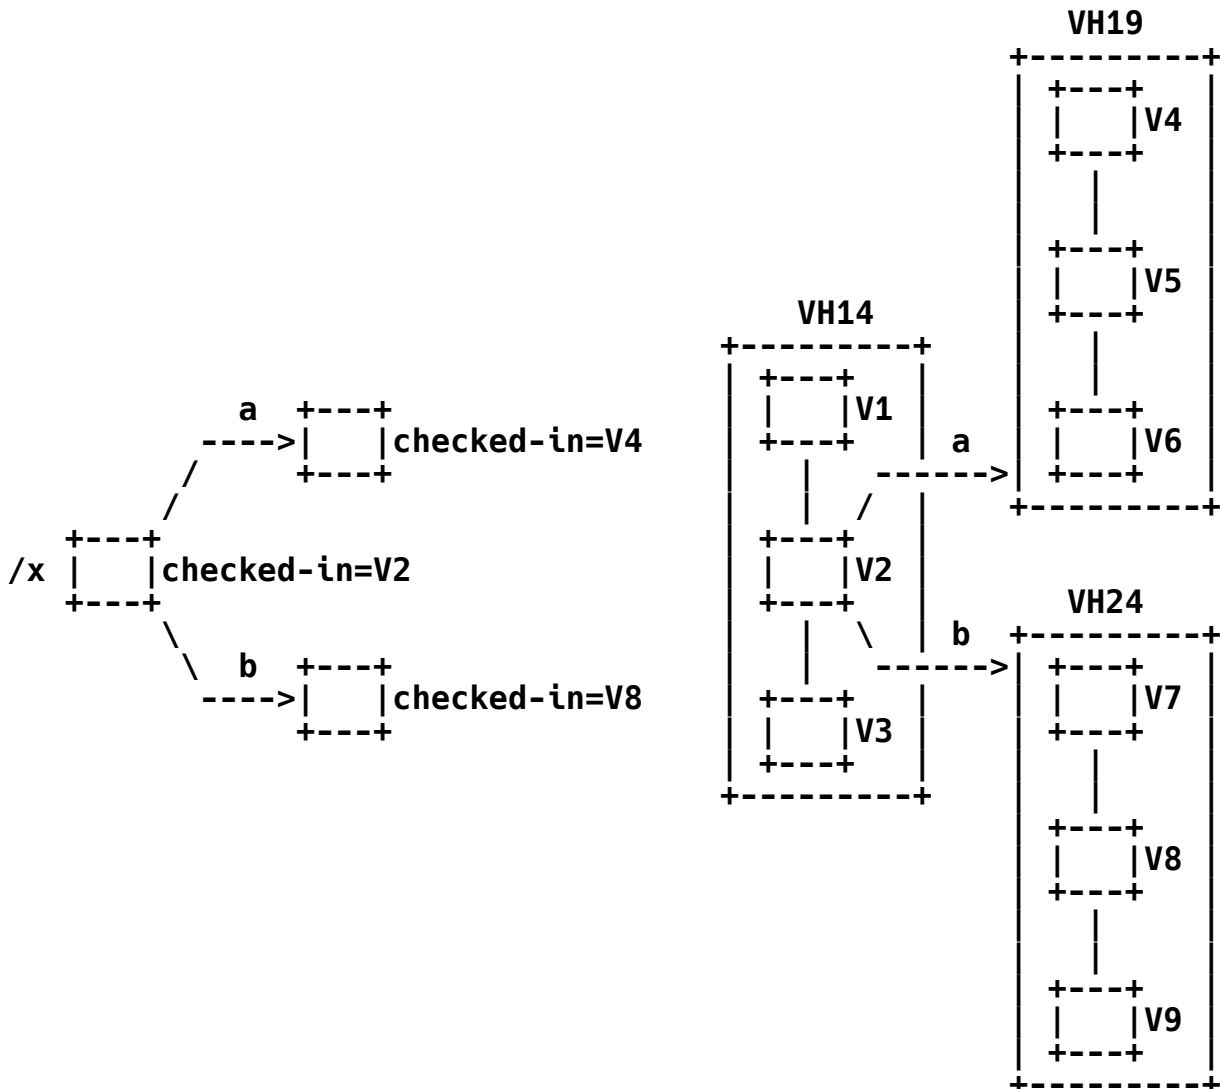 VH19
V4
V5
VH14
a
checked-in=V4
V1
a
V6
/x
checked-in=V2
V2
VH24
b
b
checked-in=V8
V7
V3
V8
V9